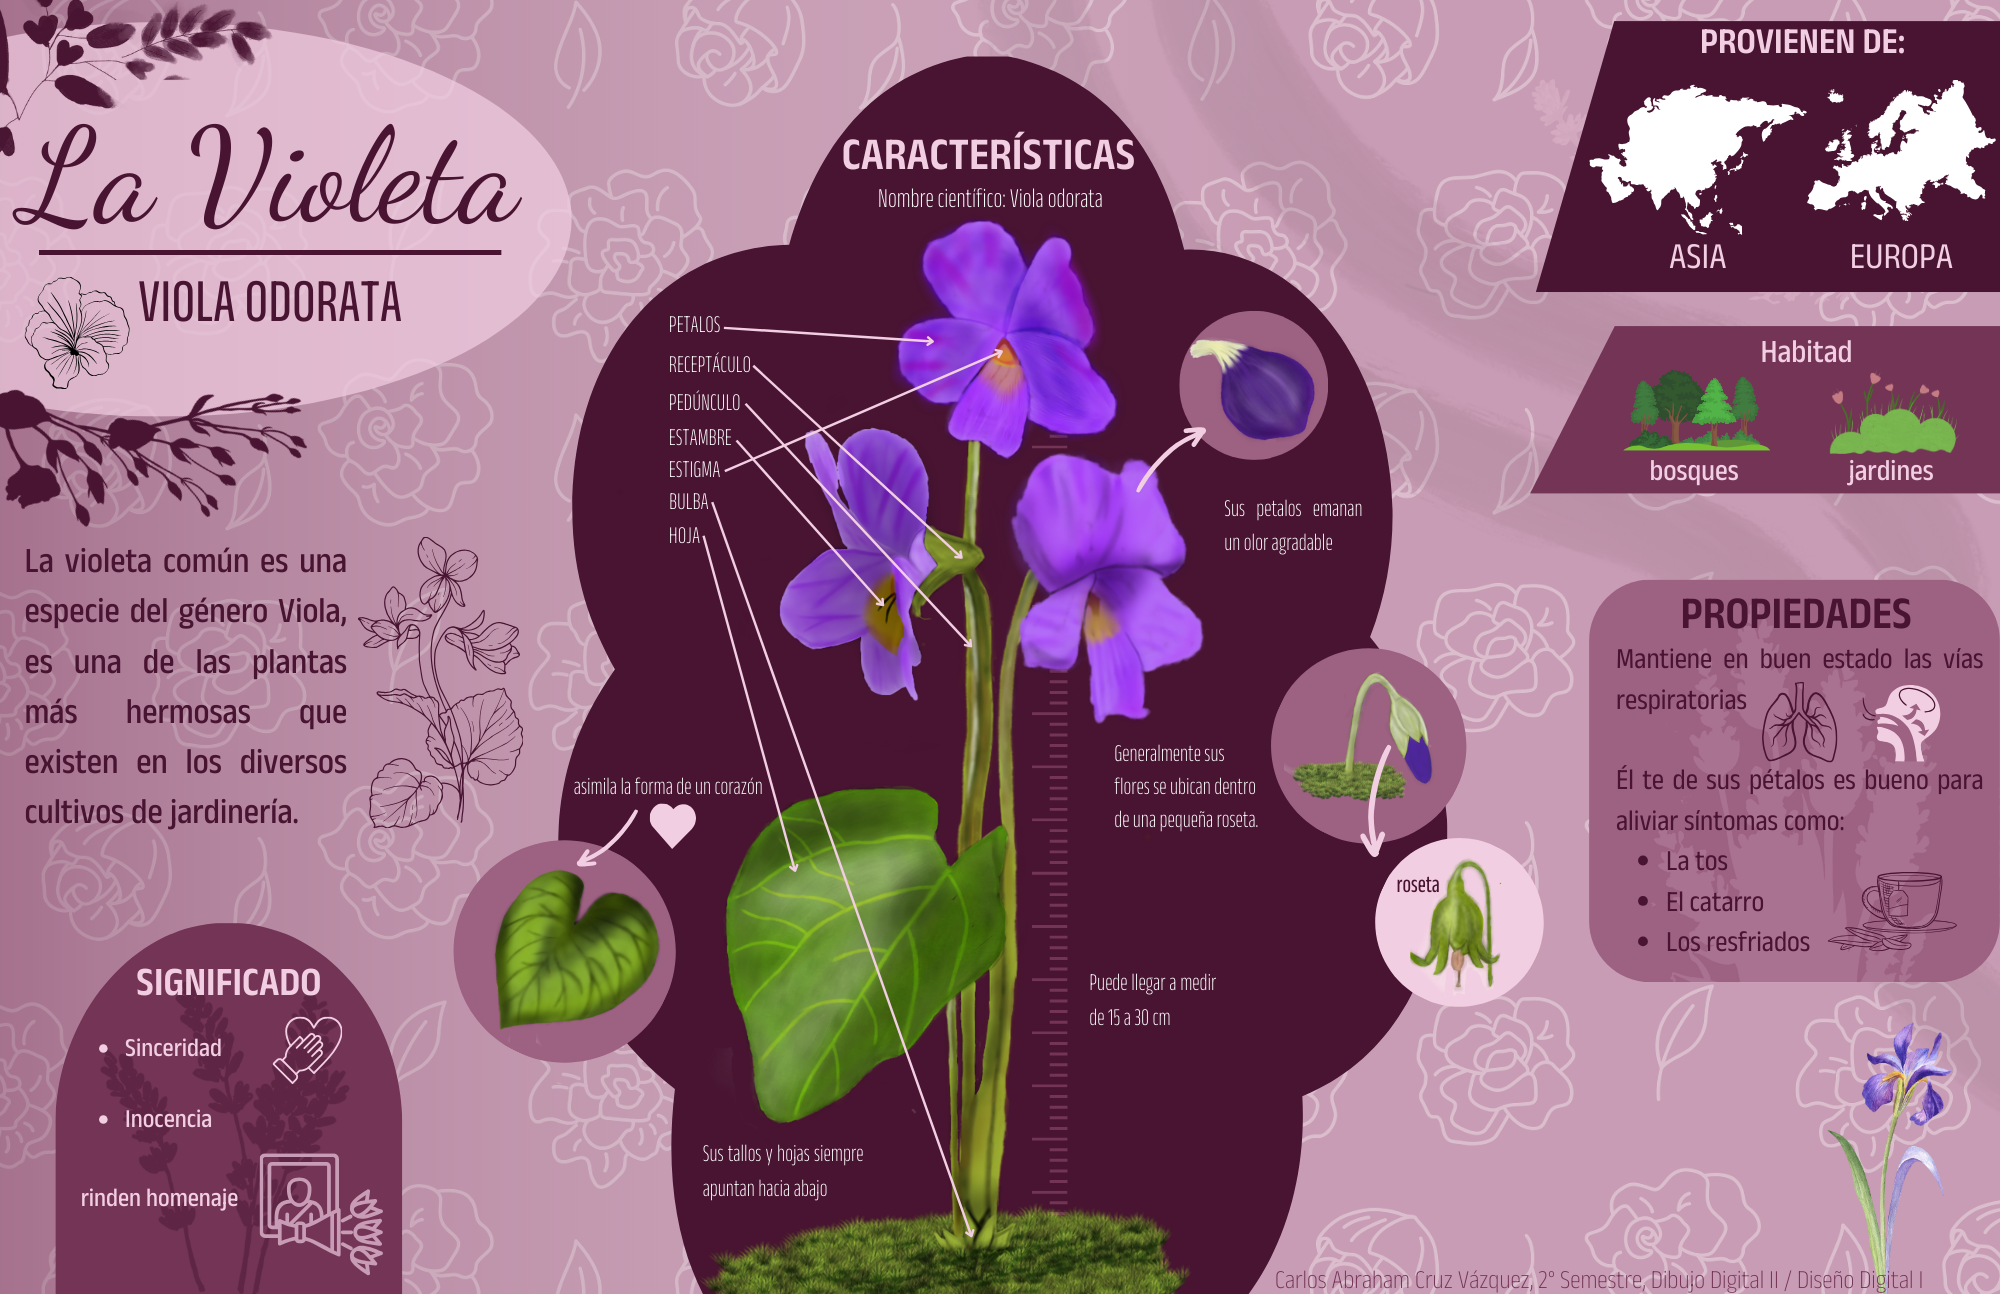 La Violeta
VIOLA ODORATA
La violeta común es una
especie del género Viola,
es una de las plantas
más hermosas que
existen en los diversos
cultivos de jardinería.
SIGNIFICADO
Sinceridad
Inocencia
rinden homenaje
CARACTERÍSTICAS
Nombre científico: Viola odorata
PETALOS
RECEPTÁCULO
PEDÚNCULO
ESTAMBRE
ESTIGMA
BULBA
HOJA
Sus petalos emanan
un olor agradable
asimila la forma de un corazón
Generalmente sus
flores se ubican dentro
de una pequeña roseta.
roseta
Puede llegar a medir
de 15 a 30 cm
Sus tallos y hojas siempre
apuntan hacia abajo
PROVIENEN DE:
ASIA
EUROPA
Habitad
bosques
jardines
PROPIEDADES
Mantiene en buen estado las vías
respiratorias
Él te de sus pétalos es bueno para
aliviar síntomas como:
La tos
El catarro
Los resfriados
Carlos Abraham Cruz Vázquez, 2° Semestre, Dibujo Digital II / Diseño Digital I